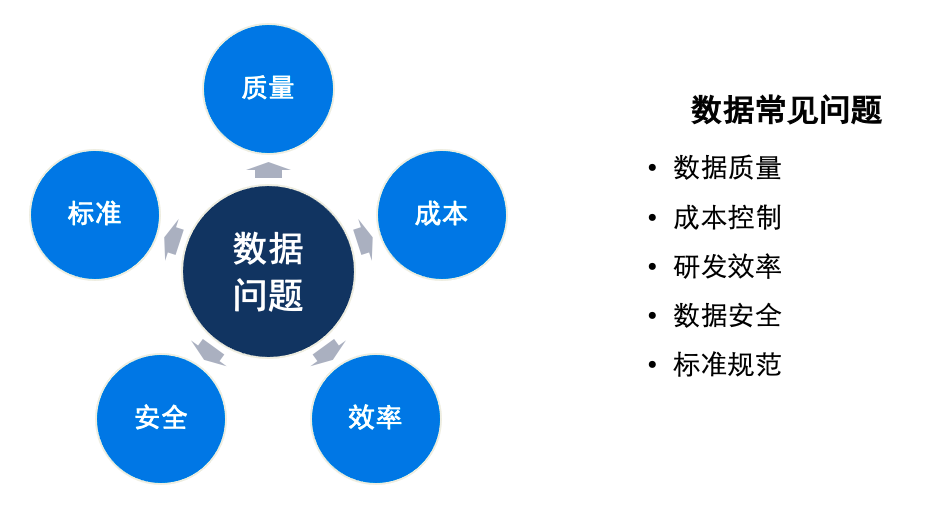 质量
标准
成本
数据
问题
安全
效率
数据常见问题
• 数据质量
• 成本控制
• 研发效率
• 数据安全
• 标准规范